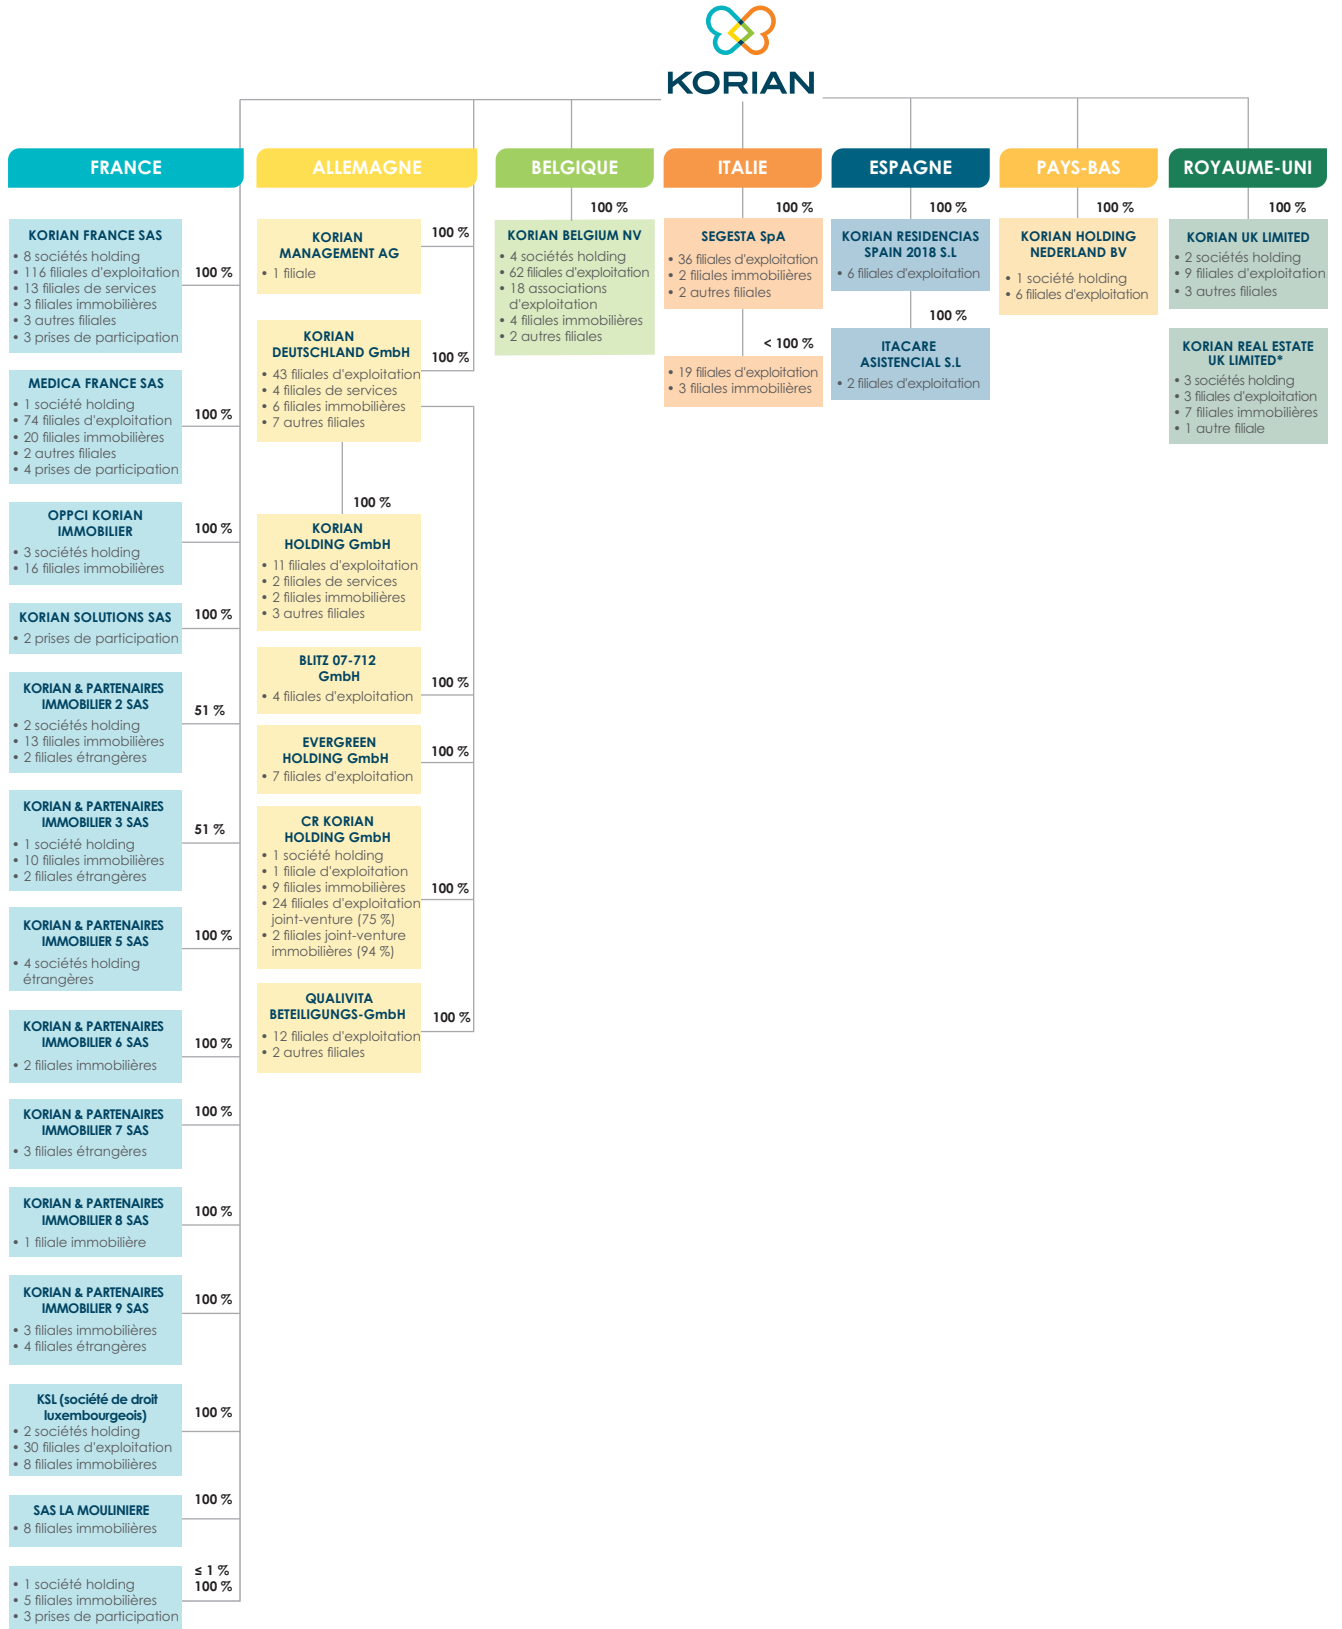 KORIAN
FRANCE
KORIAN FRANCE SAS
• 8 sociétés holding
• 116 filiales d'exploitation
• 13 filiales de services
• 3 filiales immobilières
• 3 autres filiales
• 3 prises de participation
100 %
MEDICA FRANCE SAS
• 1 société holding
• 74 filiales d'exploitation
• 20 filiales immobilières
• 2 autres filiales
• 4 prises de participation
100 %
OPPCI KORIAN
IMMOBILIER
• 3 sociétés holding
• 16 filiales immobilières
100 %
KORIAN SOLUTIONS SAS
• 2 prises de participation
100 %
KORIAN & PARTENAIRES
IMMOBILIER 2 SAS
• 2 sociétés holding
• 13 filiales immobilières
• 2 filiales étrangères
51 %
KORIAN & PARTENAIRES
IMMOBILIER 3 SAS
• 1 société holding
• 10 filiales immobilières
• 2 filiales étrangères
51 %
KORIAN & PARTENAIRES
IMMOBILIER 5 SAS
• 4 sociétés holding
étrangères
100 %
KORIAN & PARTENAIRES
IMMOBILIER 6 SAS
• 2 filiales immobilières
100 %
KORIAN & PARTENAIRES
IMMOBILIER 7 SAS
• 3 filiales étrangères
100 %
KORIAN & PARTENAIRES
IMMOBILIER 8 SAS
• 1 filiale immobilière
100 %
KORIAN & PARTENAIRES
IMMOBILIER 9 SAS
• 3 filiales immobilières
• 4 filiales étrangères
100 %
KSL (société de droit
luxembourgeois)
• 2 sociétés holding
• 30 filiales d'exploitation
• 8 filiales immobilières
100 %
SAS LA MOULINIERE
• 8 filiales immobilières
100 %
• 1 société holding
• 5 filiales immobilières
• 3 prises de participation
≤ 1 %
100 %
ALLEMAGNE
KORIAN
MANAGEMENT AG
• 1 filiale
100 %
KORIAN
DEUTSCHLAND GmbH
• 43 filiales d'exploitation
• 4 filiales de services
• 6 filiales immobilières
• 7 autres filiales
100 %
100 %
KORIAN
HOLDING GmbH
• 11 filiales d'exploitation
• 2 filiales de services
• 2 filiales immobilières
• 3 autres filiales
BLITZ 07-712
GmbH
• 4 filiales d'exploitation
100 %
EVERGREEN
HOLDING GmbH
• 7 filiales d'exploitation
100 %
CR KORIAN
HOLDING GmbH
• 1 société holding
• 1 filiale d'exploitation
• 9 filiales immobilières
• 24 filiales d'exploitation
joint-venture (75 %)
• 2 filiales joint-venture
immobilières (94 %)
100 %
QUALIVITA
BETEILIGUNGS-GmbH
• 12 filiales d'exploitation
• 2 autres filiales
100 %
BELGIQUE
100 %
KORIAN BELGIUM NV
• 4 sociétés holding
• 62 filiales d'exploitation
• 18 associations
d'exploitation
• 4 filiales immobilières
• 2 autres filiales
ITALIE
100 %
SEGESTA SpA
• 36 filiales d'exploitation
• 2 filiales immobilières
• 2 autres filiales
< 100 %
• 19 filiales d'exploitation
• 3 filiales immobilières
ESPAGNE
100 %
KORIAN RESIDENCIAS
SPAIN 2018 S.L
• 6 filiales d'exploitation
100 %
ITACARE
ASISTENCIAL S.L
• 2 filiales d'exploitation
PAYS-BAS
100 %
KORIAN HOLDING
NEDERLAND BV
• 1 société holding
• 6 filiales d'exploitation
ROYAUME-UNI
100 %
KORIAN UK LIMITED
• 2 sociétés holding
• 9 filiales d'exploitation
• 3 autres filiales
KORIAN REAL ESTATE
UK LIMITED*
• 3 sociétés holding
• 3 filiales d'exploitation
• 7 filiales immobilières
• 1 autre filiale